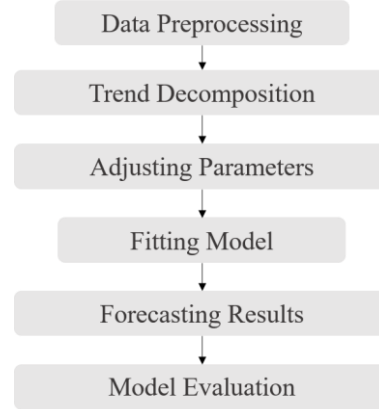 Data Preprocessing
Trend Decomposition
Adjusting Parameters
Fitting Model
Forecasting Results
Model Evaluation